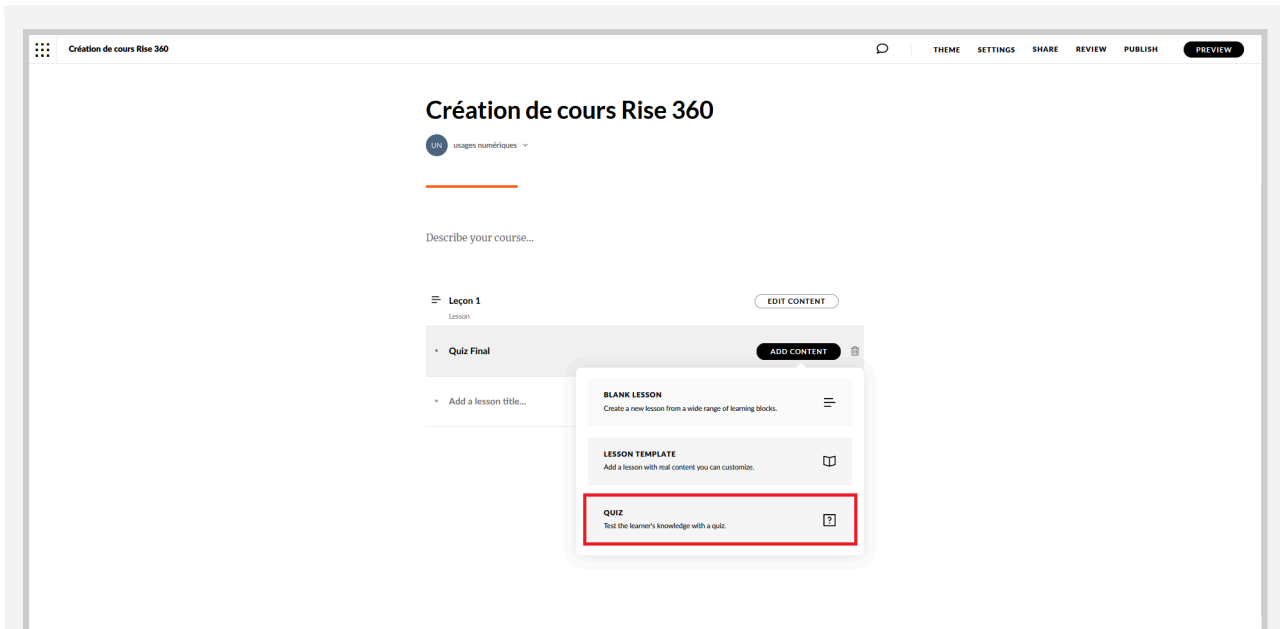 Création de cours Rise 360
THEME SETTINGS SHARE REVIEW PUBLISH PREVIEW
Création de cours Rise 360
UN usages numériques
Describe your course...
Leçon 1 EDIT CONTENT
Lesson
Quiz Final ADD CONTENT
Add a lesson title...
BLANK LESSON
Create a new lesson from a wide range of learning blocks.
LESSON TEMPLATE
Add a lesson with real content you can customize.
QUIZ
Test the learner's knowledge with a quiz.